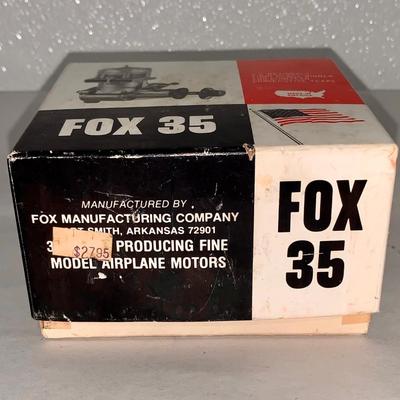 FOX 35
MANUFACTURED BY
FOX MANUFACTURING COMPANY
SMITH, ARKANSAS 72901
PRODUCING FINE
MODEL AIRPLANE MOTORS
$27.95
FOX
35